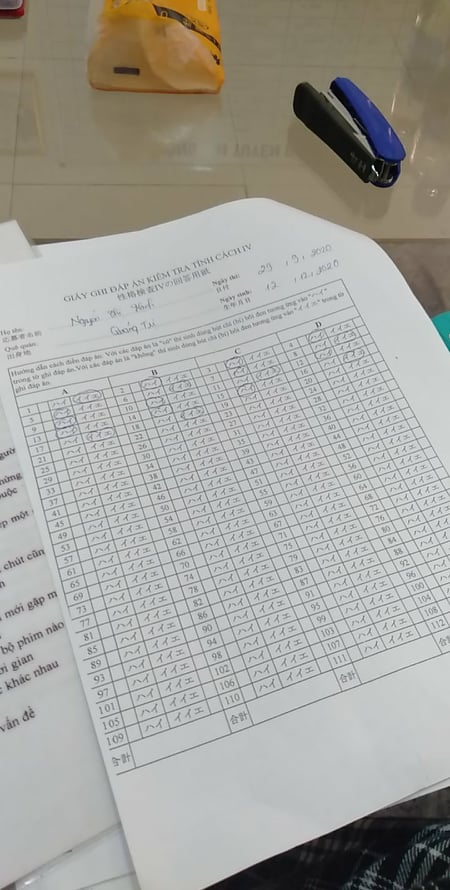 GIẤY GHI ĐÁP ÁN KIỂM TRA TÍNH CÁCH IV
性格検査IVの回答用紙
Họ tên: Nguyễn Thị
応募者名前
Ngày thi: 29, 9, 2020
日付
Quê quán: Quảng Trị
出身地
Ngày sinh: 12, 12, 2020
生年月日
Hướng dẫn cách điền đáp án: Với các đáp án là "có" thí sinh dùng bút chì (bi) bôi đen tương ứng vào "ハイ"
trong tờ ghi đáp án. Với các đáp án là "không" thí sinh dùng bút chì (bi) bôi đen tương ứng vào "イイエ" trong tờ
ghi đáp án.
A B C D
1 ハイ イイエ 2 ハイ イイエ 3 ハイ イイエ 4 ハイ イイエ
5 ハイ イイエ 6 ハイ イイエ 7 ハイ イイエ 8 ハイ イイエ
9 ハイ イイエ 10 ハイ イイエ 11 ハイ イイエ 12 ハイ イイエ
13 ハイ イイエ 14 ハイ イイエ 15 ハイ イイエ 16 ハイ イイエ
17 ハイ イイエ 18 ハイ イイエ 19 ハイ イイエ 20 ハイ イイエ
21 ハイ イイエ 22 ハイ イイエ 23 ハイ イイエ 24 ハイ イイエ
25 ハイ イイエ 26 ハイ イイエ 27 ハイ イイエ 28 ハイ イイエ
29 ハイ イイエ 30 ハイ イイエ 31 ハイ イイエ 32 ハイ イイエ
33 ハイ イイエ 34 ハイ イイエ 35 ハイ イイエ 36 ハイ イイエ
37 ハイ イイエ 38 ハイ イイエ 39 ハイ イイエ 40 ハイ イイエ
41 ハイ イイエ 42 ハイ イイエ 43 ハイ イイエ 44 ハイ イイエ
45 ハイ イイエ 46 ハイ イイエ 47 ハイ イイエ 48 ハイ イイエ
49 ハイ イイエ 50 ハイ イイエ 51 ハイ イイエ 52 ハイ イイエ
53 ハイ イイエ 54 ハイ イイエ 55 ハイ イイエ 56 ハイ イイエ
57 ハイ イイエ 58 ハイ イイエ 59 ハイ イイエ 60 ハイ イイエ
61 ハイ イイエ 62 ハイ イイエ 63 ハイ イイエ 64 ハイ イイエ
65 ハイ イイエ 66 ハイ イイエ 67 ハイ イイエ 68 ハイ イイエ
69 ハイ イイエ 70 ハイ イイエ 71 ハイ イイエ 72 ハイ イイエ
73 ハイ イイエ 74 ハイ イイエ 75 ハイ イイエ 76 ハイ イイエ
77 ハイ イイエ 78 ハイ イイエ 79 ハイ イイエ 80 ハイ イイエ
81 ハイ イイエ 82 ハイ イイエ 83 ハイ イイエ 84 ハイ イイエ
85 ハイ イイエ 86 ハイ イイエ 87 ハイ イイエ 88 ハイ イイエ
89 ハイ イイエ 90 ハイ イイエ 91 ハイ イイエ 92 ハイ イイエ
93 ハイ イイエ 94 ハイ イイエ 95 ハイ イイエ 96 ハイ イイエ
97 ハイ イイエ 98 ハイ イイエ 99 ハイ イイエ 100 ハイ イイエ
101 ハイ イイエ 102 ハイ イイエ 103 ハイ イイエ 104 ハイ イイエ
105 ハイ イイエ 106 ハイ イイエ 107 ハイ イイエ 108 ハイ イイエ
109 ハイ イイエ 110 ハイ イイエ 111 ハイ イイエ 112
合計 合計 合計
chút cũn
mới gặp m
bộ phim nào
ời gian
c khác nhau
vấn đề